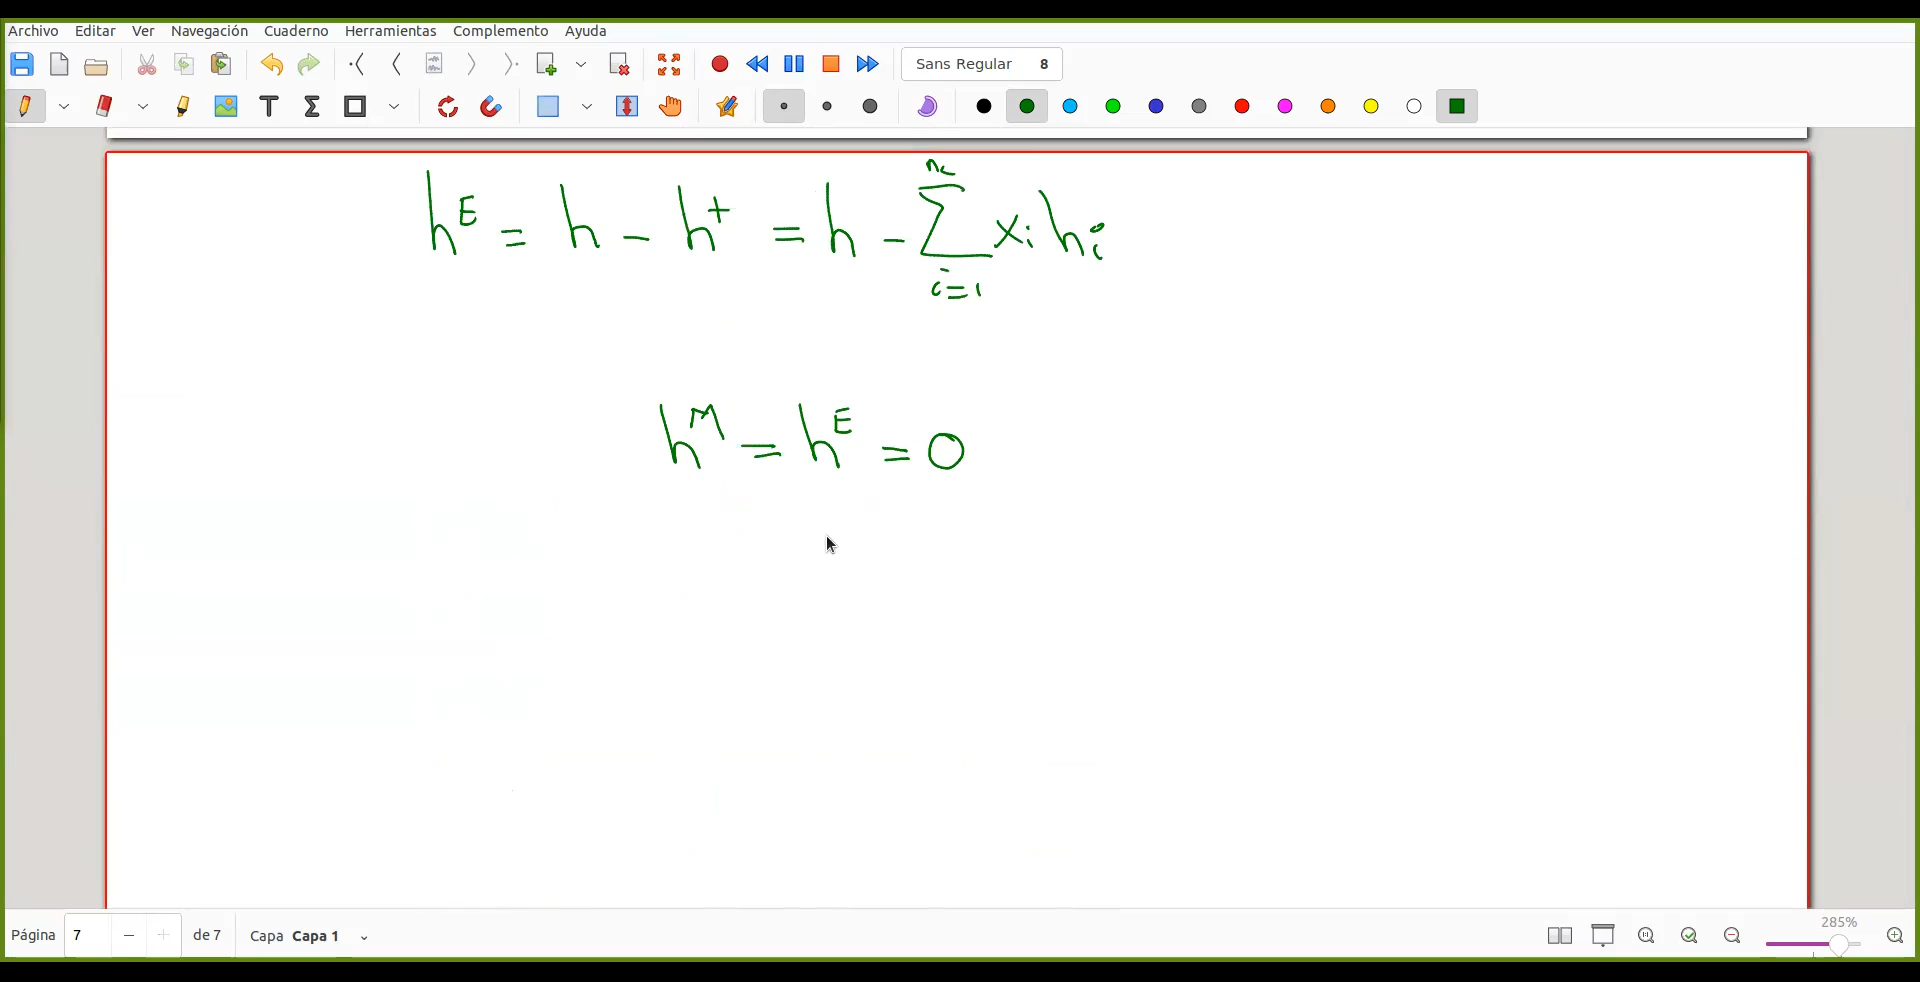 Archivo Editar Ver Navegación Cuaderno Herramientas Complemento Ayuda
Sans Regular 8
h^E = h - h^+ = h - \sum_{i=1}^{nc} x_i h_i^o
h^M = h^E = 0
Página 7 de 7 Capa Capa 1 285%